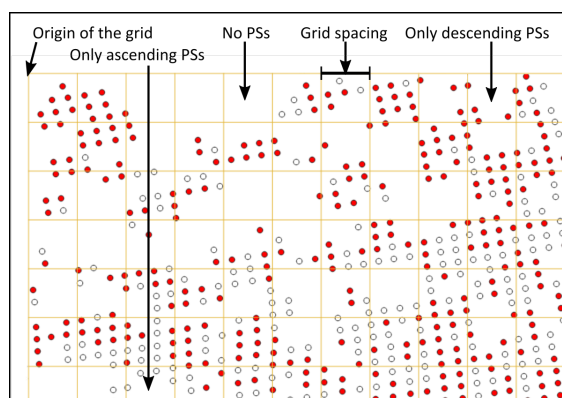 Origin of the grid
No PSs
Grid spacing
Only descending PSs
Only ascending PSs